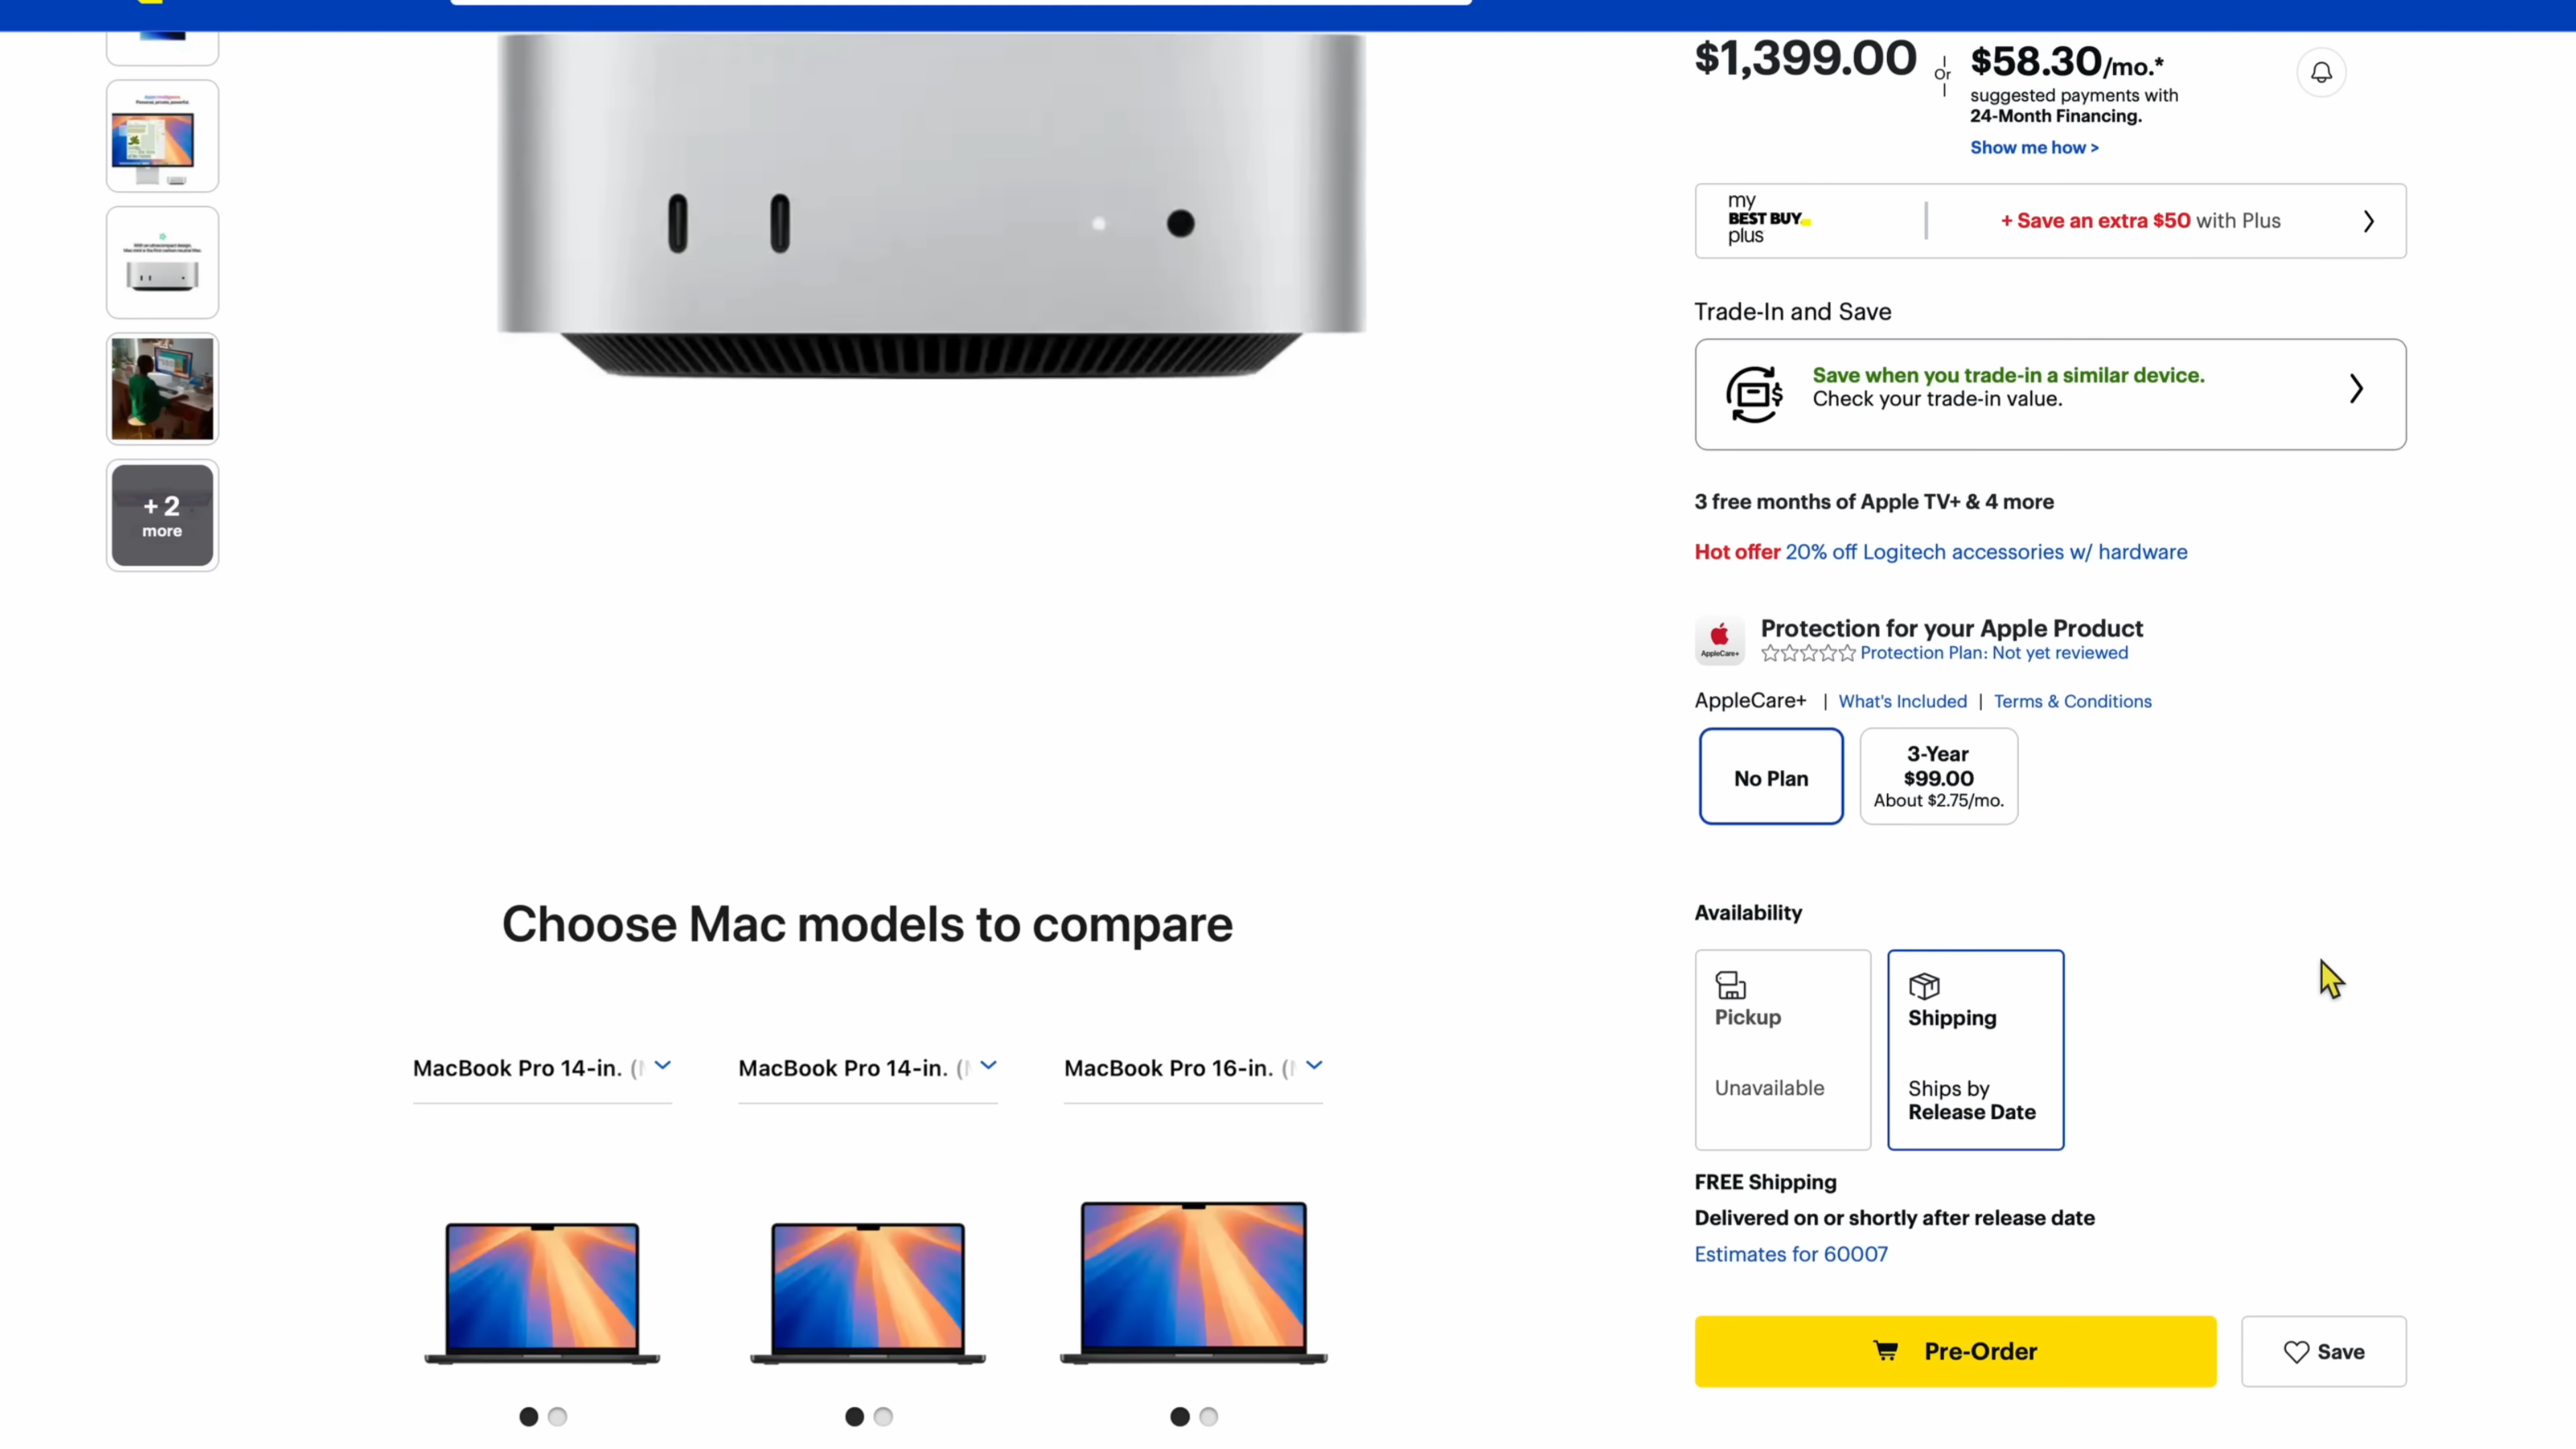 $1,399.00
Or
$58.30/mo.*
suggested payments with
24-Month Financing.
Show me how >
my
BEST BUY
plus
+ Save an extra $50 with Plus
Trade-In and Save
Save when you trade-in a similar device.
Check your trade-in value.
+ 2
more
3 free months of Apple TV+ & 4 more
Hot offer 20% off Logitech accessories w/ hardware
AppleCare+
Protection for your Apple Product
Protection Plan: Not yet reviewed
AppleCare+ | What's Included | Terms & Conditions
No Plan
3-Year
$99.00
About $2.75/mo.
Choose Mac models to compare
MacBook Pro 14-in.
MacBook Pro 14-in.
MacBook Pro 16-in.
Availability
Pickup
Unavailable
Shipping
Ships by
Release Date
FREE Shipping
Delivered on or shortly after release date
Estimates for 60007
Pre-Order
Save